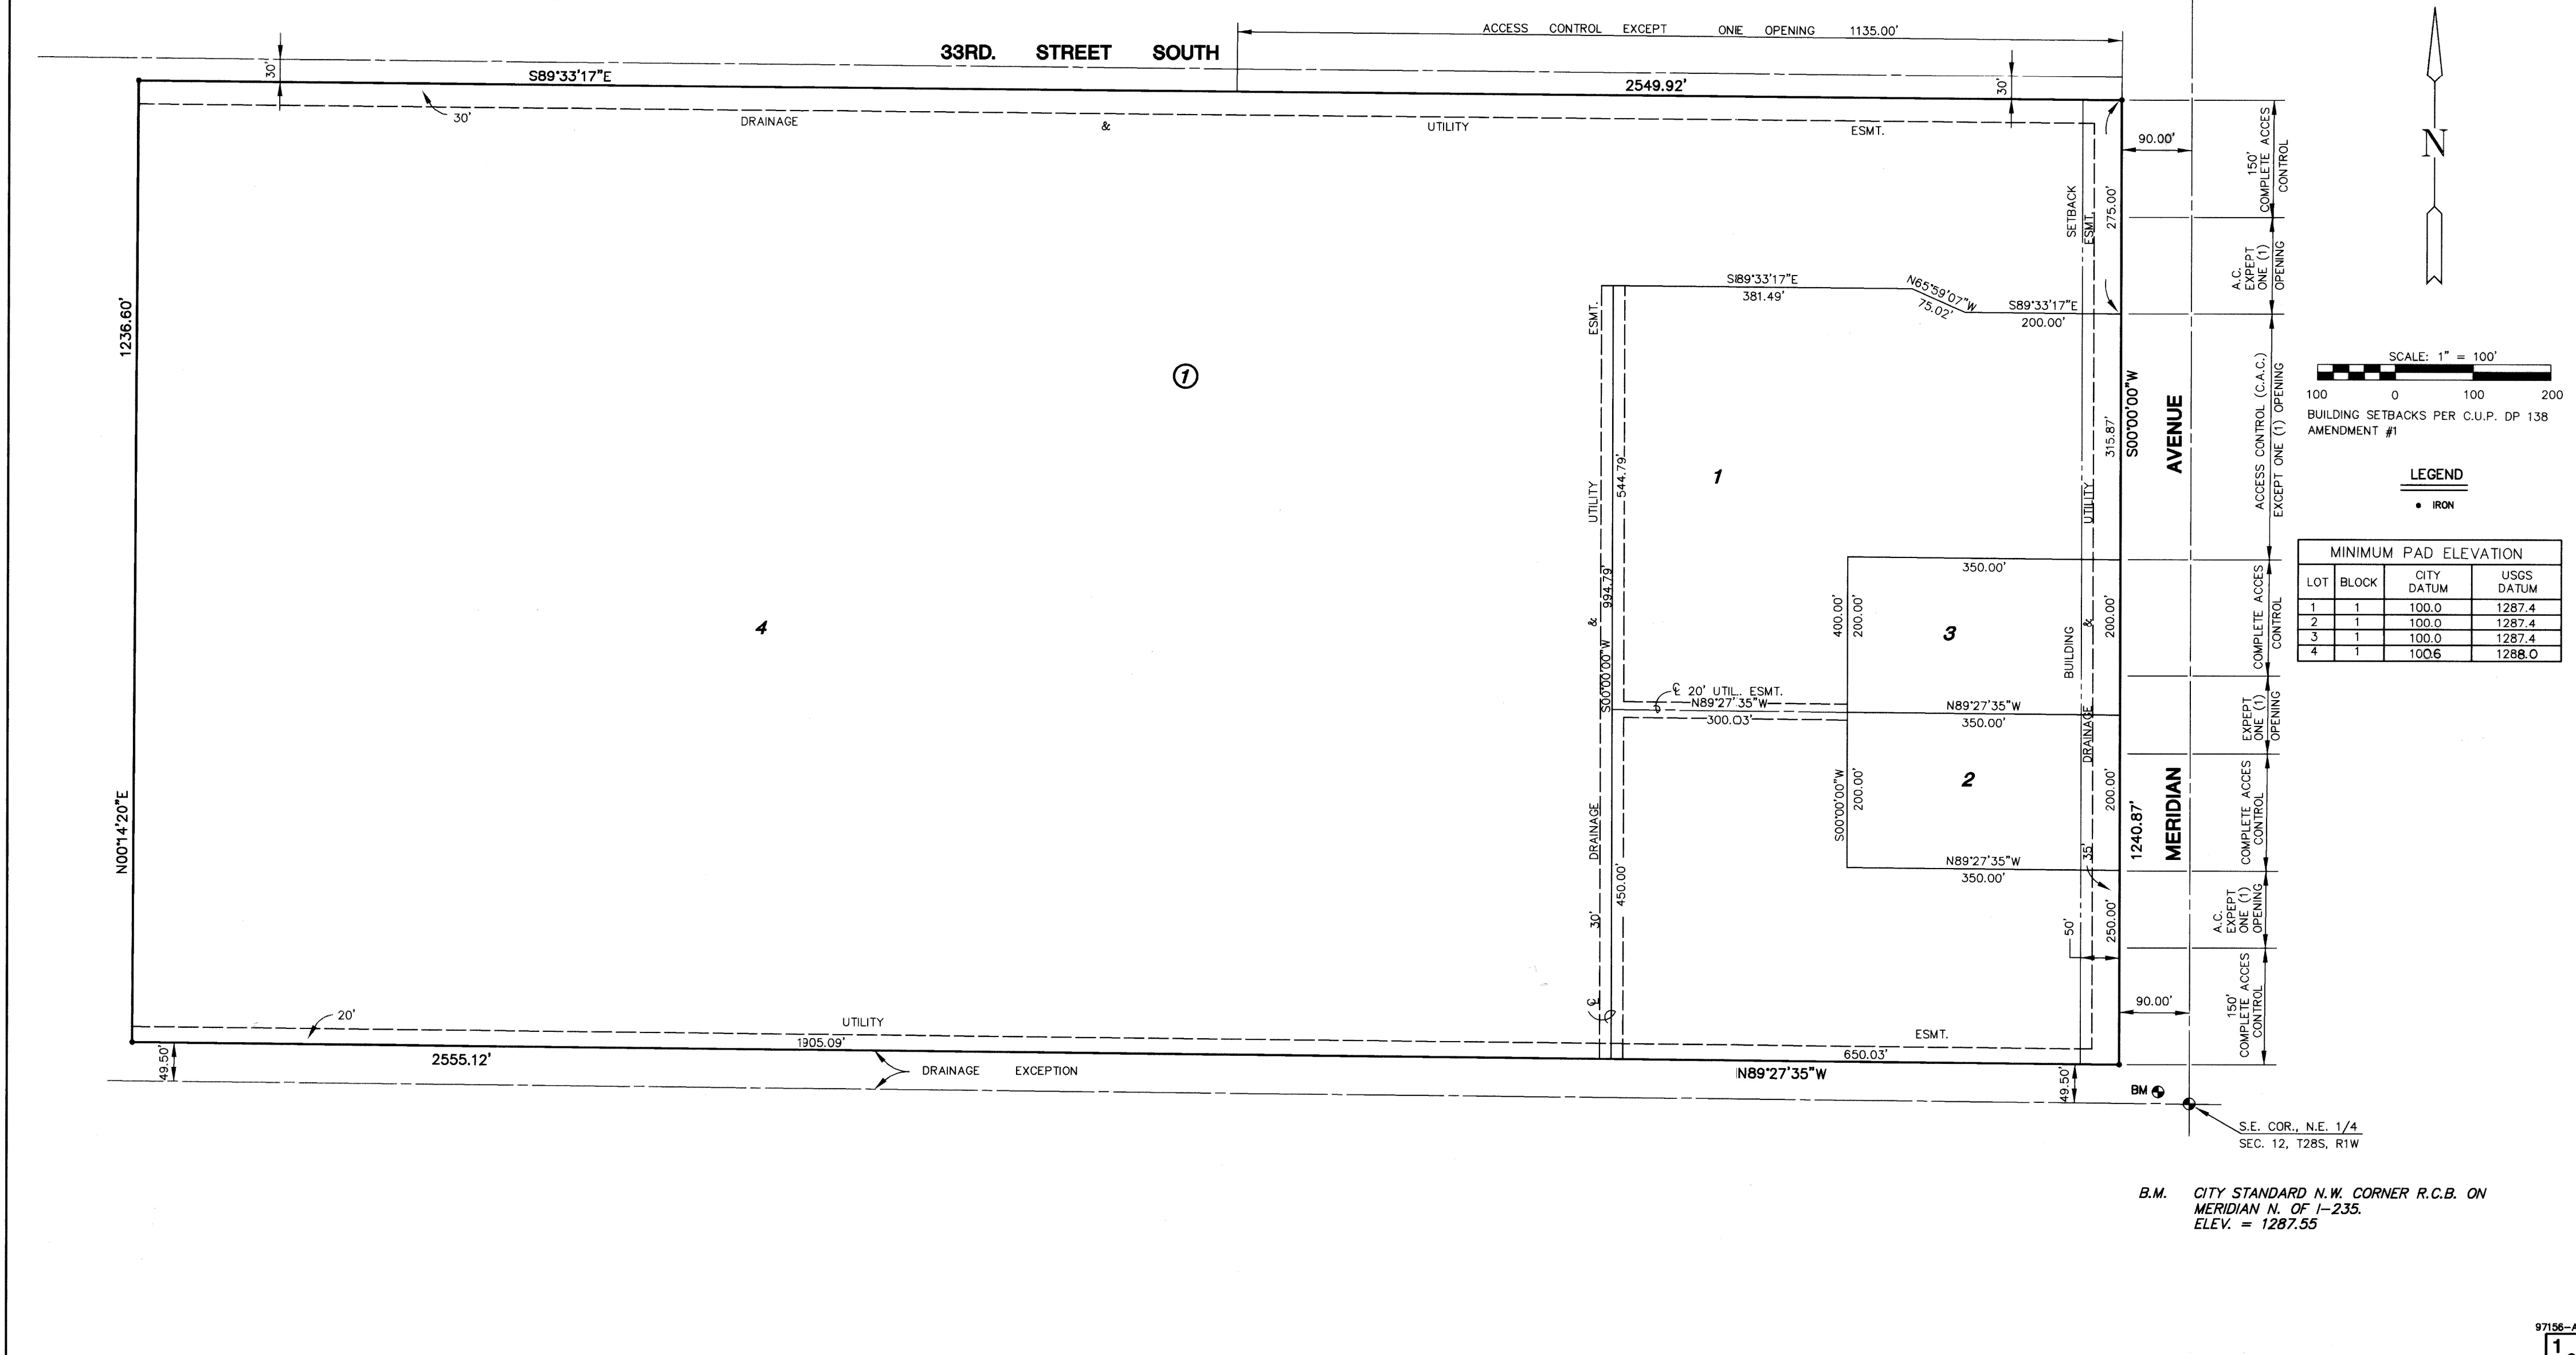 ACCESS CONTROL EXCEPT ONE OPENING 1135.00'
33RD. STREET SOUTH
30'
S89°33'17"E
2549.92'
30'
30'
DRAINAGE & UTILITY ESMT.
90.00'
150'
COMPLETE ACCES
CONTROL
N
SETBACK
ESMT.
275.00'
A.C.
EXPEPT
ONE (1)
OPENING
1236.60'
S89°33'17"E
381.49'
N65°59'07"W
75.02'
S89°33'17"E
200.00'
ESMT.
SCALE: 1" = 100'
100 0 100 200
BUILDING SETBACKS PER C.U.P. DP 138
AMENDMENT #1
1
ACCESS CONTROL (C.A.C.)
EXCEPT ONE (1) OPENING
S00°00'00"W
AVENUE
315.87'
544.79'
1
UTILITY
UTILITY
LEGEND
IRON
MINIMUM PAD ELEVATION
LOT BLOCK CITY DATUM USGS DATUM
1 1 100.0 1287.4
2 1 100.0 1287.4
3 1 100.0 1287.4
4 1 100.6 1288.0
350.00'
994.79'
&
400.00'
200.00'
3
&
200.00'
COMPLETE ACCES
CONTROL
4
BUILDING
S00°00'00"W
℄ 20' UTIL. ESMT.
N89°27'35"W
300.03'
N89°27'35"W
350.00'
DRAINAGE
EXPEPT
ONE (1)
OPENING
N00°14'20"E
DRAINAGE
S00°00'00"W
200.00'
2
200.00'
1240.87'
MERIDIAN
COMPLETE ACCES
CONTROL
N89°27'35"W
350.00'
35'
450.00'
30'
50'
250.00'
A.C.
EXPEPT
ONE (1)
OPENING
℄
90.00'
150'
COMPLETE ACCES
CONTROL
20'
UTILITY
ESMT.
1905.09'
650.03'
49.50'
2555.12'
DRAINAGE EXCEPTION
N89°27'35"W
49.50'
BM
S.E. COR., N.E. 1/4
SEC. 12, T28S, R1W
B.M. CITY STANDARD N.W. CORNER R.C.B. ON
MERIDIAN N. OF I-235.
ELEV. = 1287.55
97156-A
1